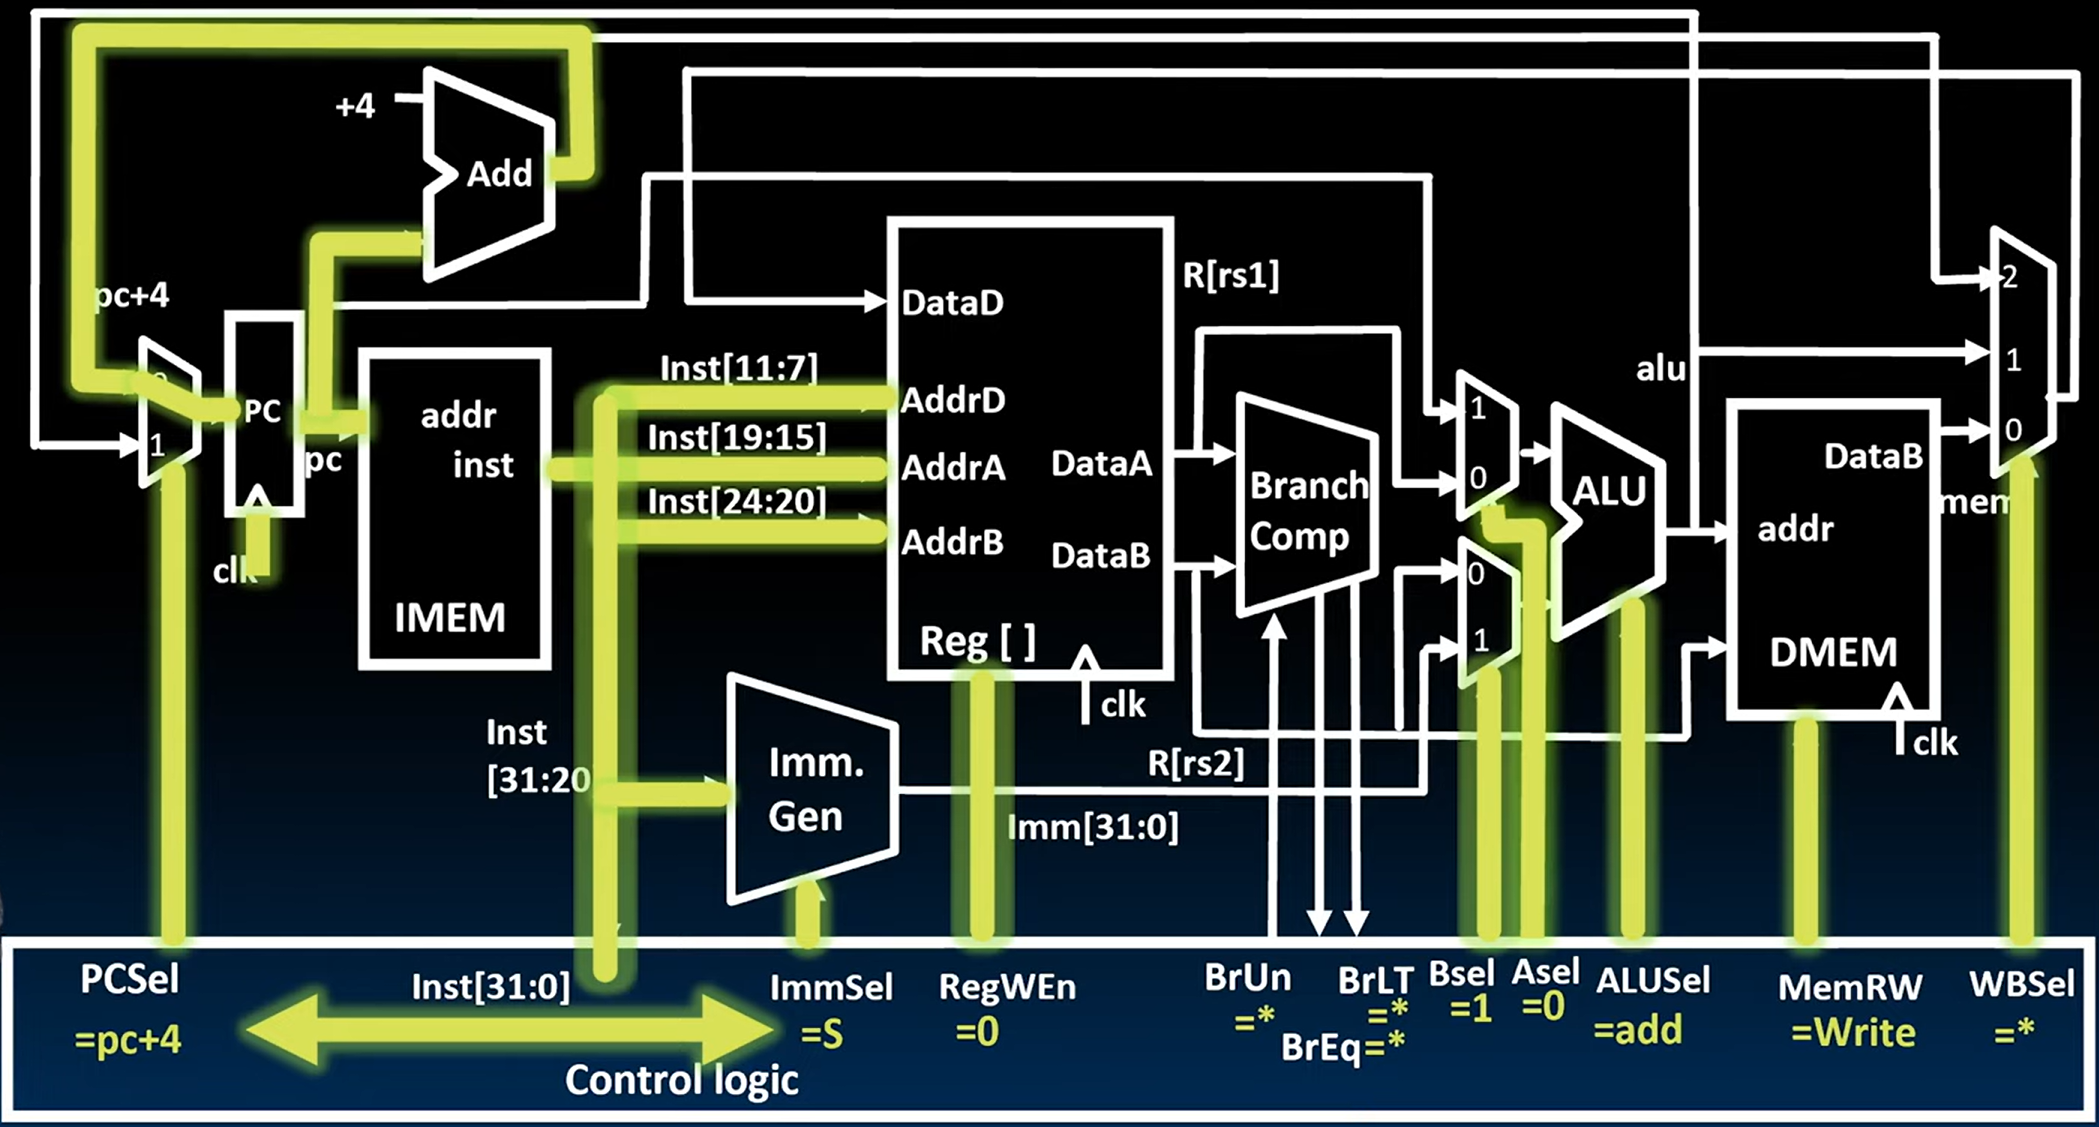 +4
Add
pc+4
2
R[rs1]
DataD
1
alu
Inst[11:7]
addr
PC
AddrD
1
Inst[19:15]
1
inst
AddrA
DataA
0
DataB
0
pc
Branch
Comp
ALU
Inst[24:20]
mem
addr
AddrB
DataB
clk
0
IMEM
Reg [ ]
1
DMEM
clk
Inst
[31:20
Imm.
Gen
R[rs2]
clk
Imm[31:0]
PCSel
=pc+4
Inst[31:0]
ImmSel
=S
RegWEn
=0
BrUn
=*
BrLT
=*
BrEq=*
Bsel
=1
Asel
=0
ALUSel
=add
MemRW
=Write
WBSel
=*
Control logic